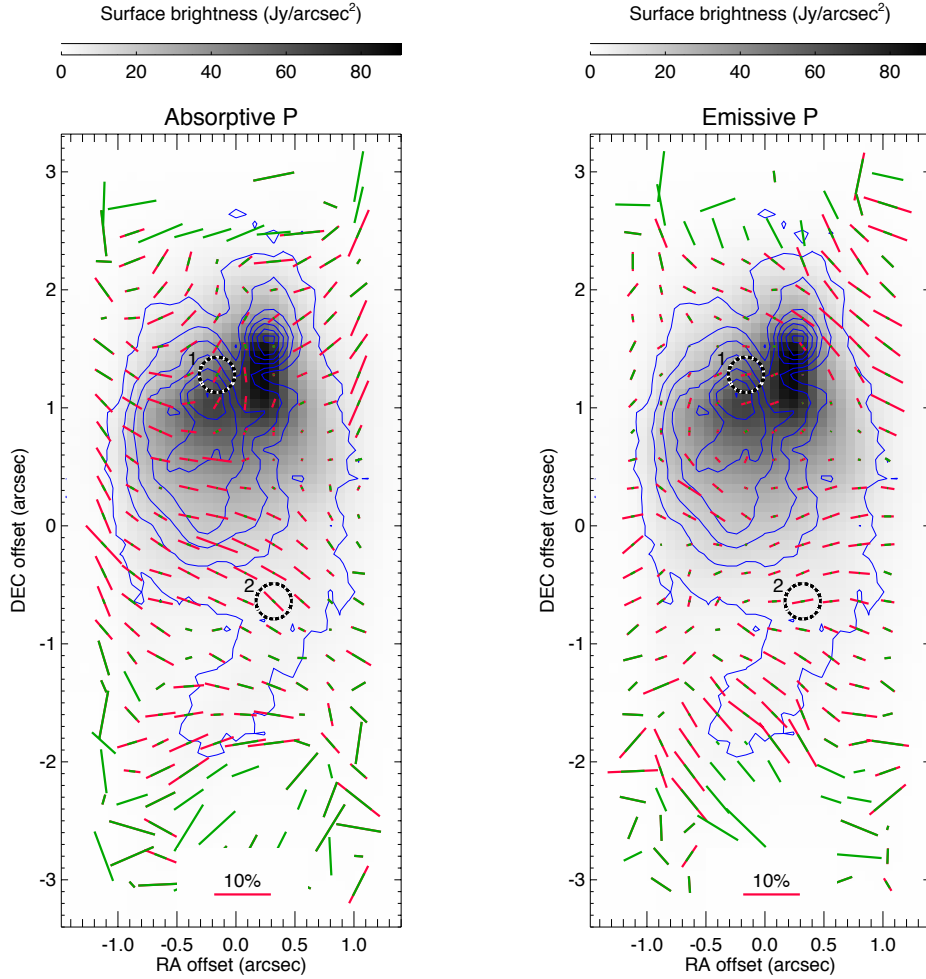 Surface brightness (Jy/arcsec²) Surface brightness (Jy/arcsec²)
0 20 40 60 80 0 20 40 60 80
Absorptive P Emissive P
3 3
2 2
1 1
1 1
0 0
2 2
-1 -1
-2 -2
10% 10%
-3 -3
-1.0 -0.5 0.0 0.5 1.0 -1.0 -0.5 0.0 0.5 1.0
RA offset (arcsec) RA offset (arcsec)
DEC offset (arcsec) DEC offset (arcsec)